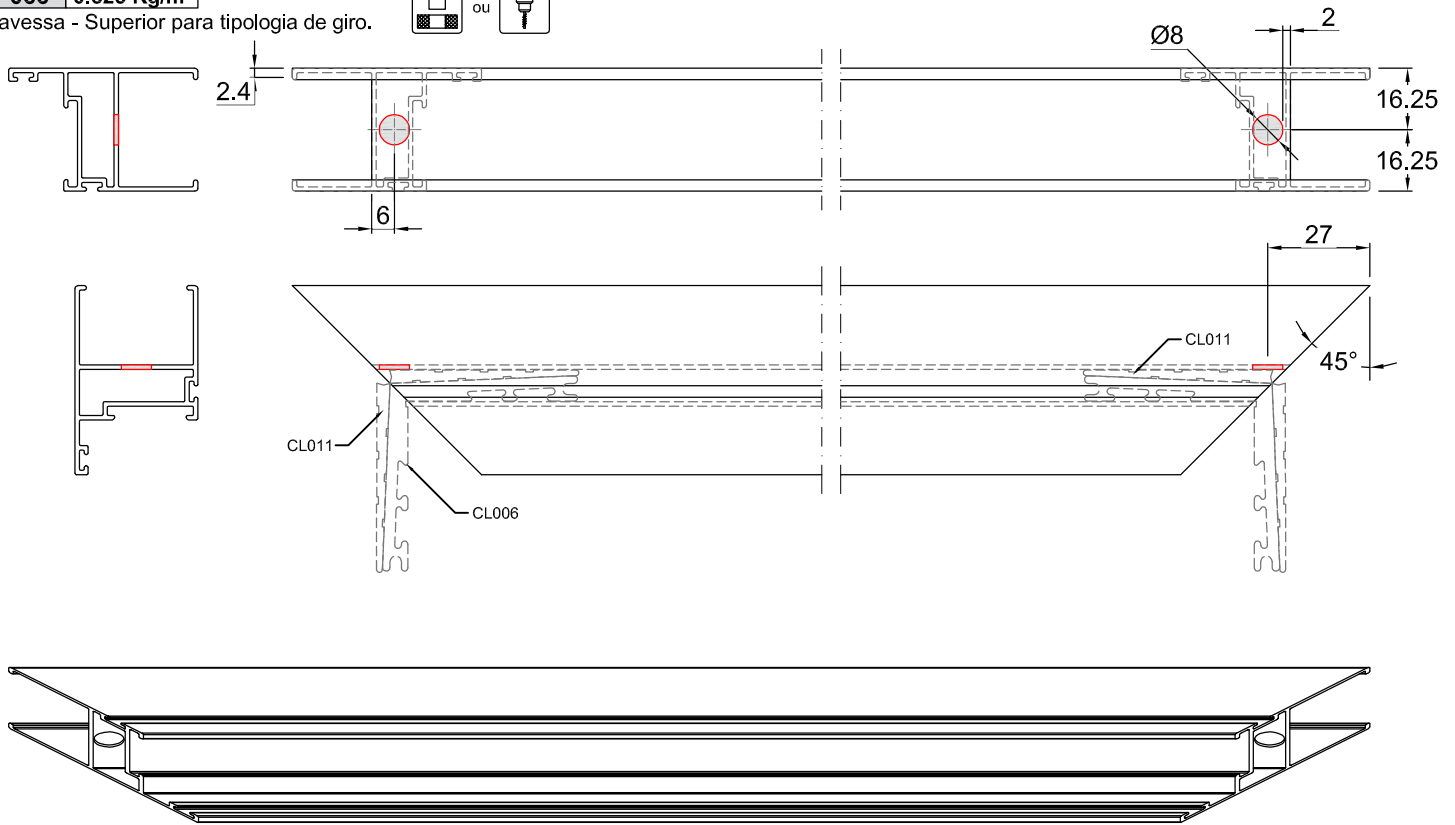 avessa - Superior para tipologia de giro.
ou
2
Ø8
2.4
16.25
16.25
6
27
CL011
45°
CL011
CL006